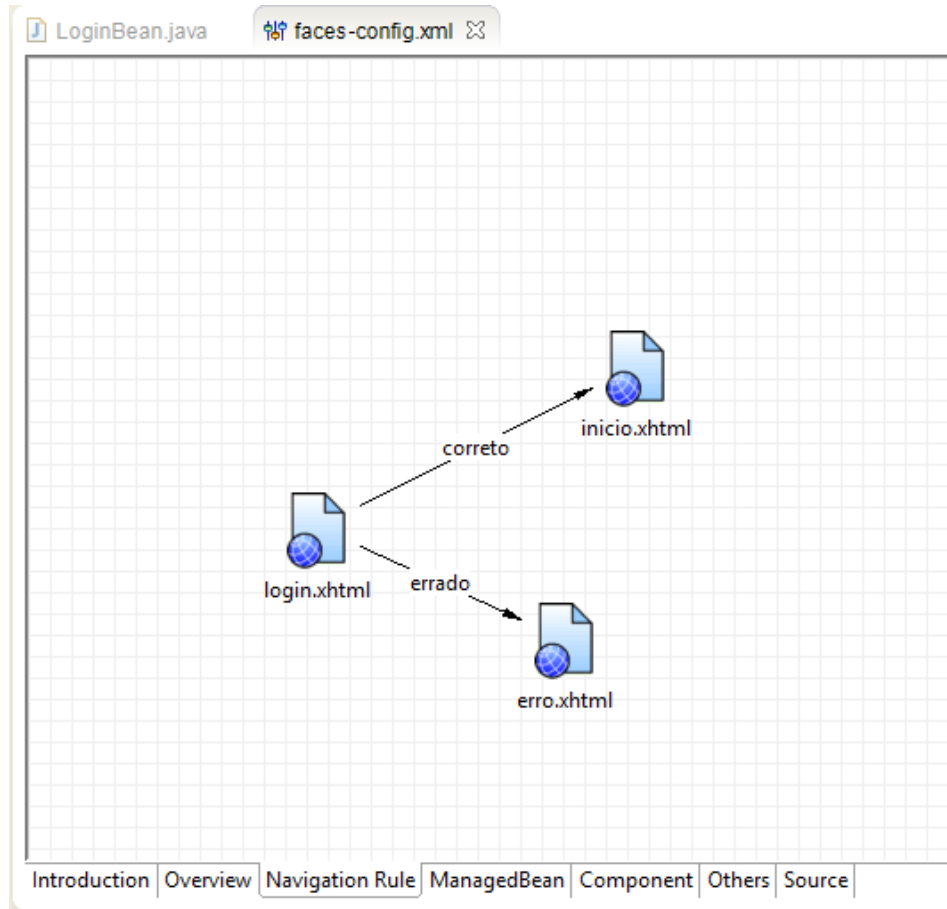 LoginBean.java faces-config.xml
inicio.xhtml
correto
login.xhtml
errado
erro.xhtml
Introduction Overview Navigation Rule ManagedBean Component Others Source